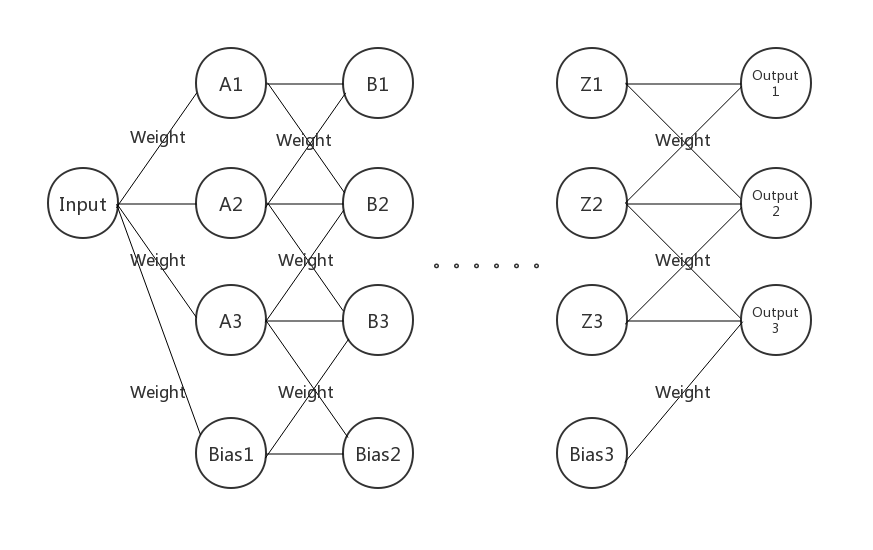 A1
B1
Z1
Output
1
Weight
Weight
Weight
Input
A2
B2
Z2
Output
2
Weight
Weight
Weight
A3
B3
Z3
Output
3
Weight
Weight
Weight
Bias1
Bias2
Bias3